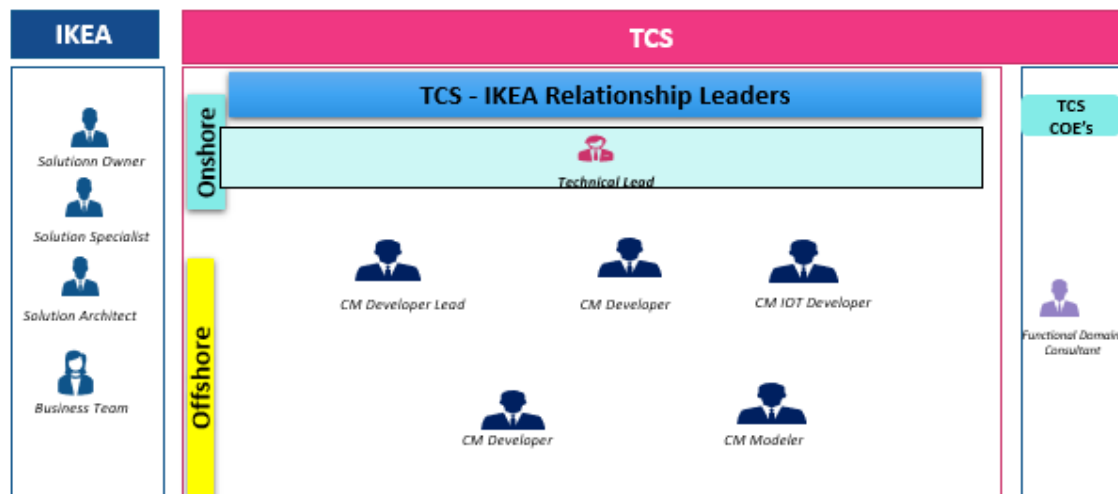 IKEA
TCS
Solutionn Owner
Solution Specialist
Solution Architect
Business Team
Onshore
TCS - IKEA Relationship Leaders
Technical Lead
Offshore
CM Developer Lead
CM Developer
CM IOT Developer
CM Developer
CM Modeler
TCS
COE's
Functional Domain
Consultant